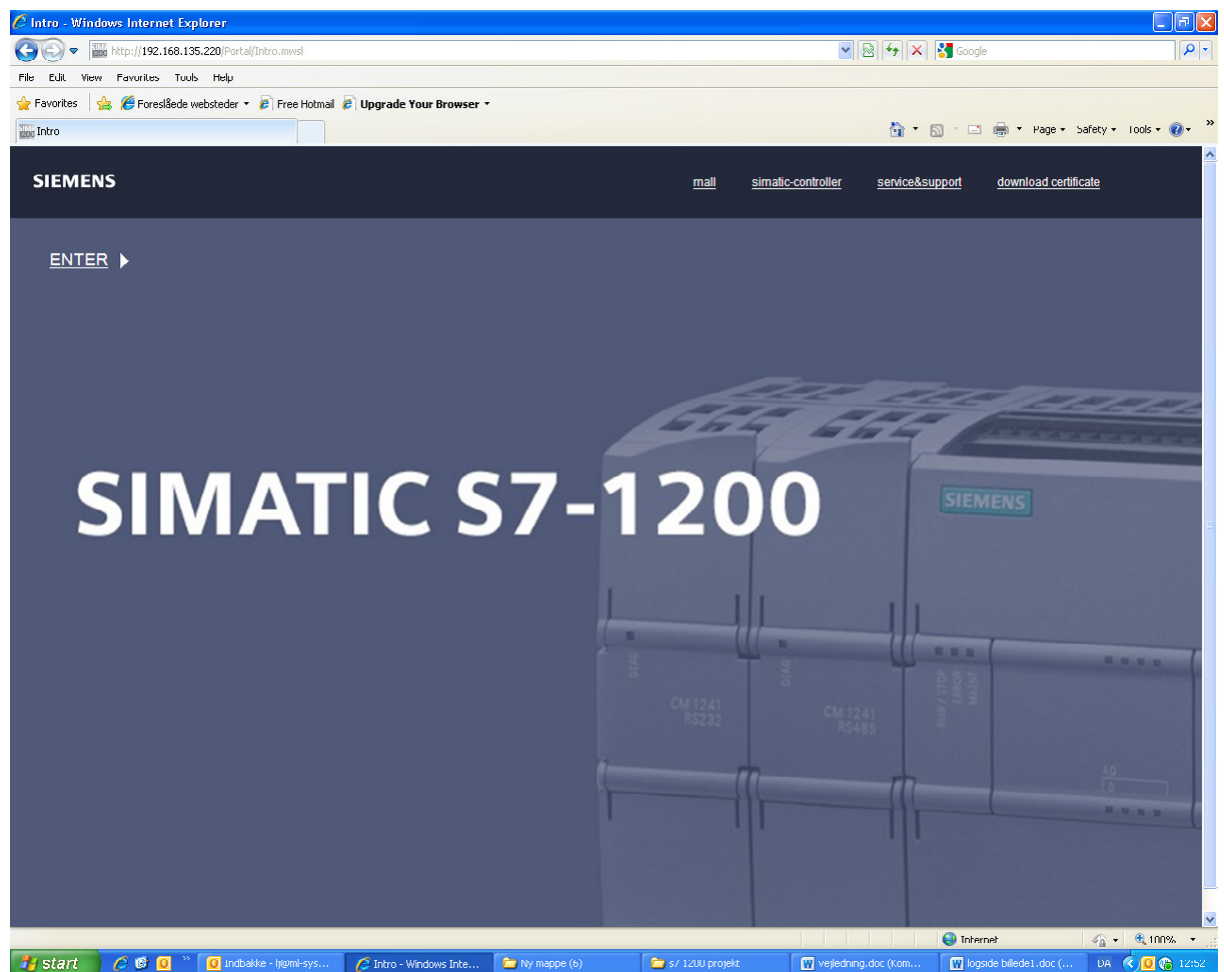 Intro - Windows Internet Explorer
http://192.168.135.220/Portal/Intro.mwsl
Google
File Edit View Favorites Tools Help
Favorites Foreslåede websteder Free Hotmail Upgrade Your Browser
Intro
Page Safety Tools »
SIEMENS
mall simatic-controller service&support download certificate
ENTER
SIMATIC S7-1200
SIEMENS
DIAG
DIAG
RUN / STOP
ERROR
MAINT
CM 1241
RS232
CM 1241
RS485
AQ
0
Internet 100%
start » Indbakke - Intro - Windows Inte... Ny mappe (6) s7 1200 projekt vejledning.doc (Kom... logside billede1.doc (... DA 12:52